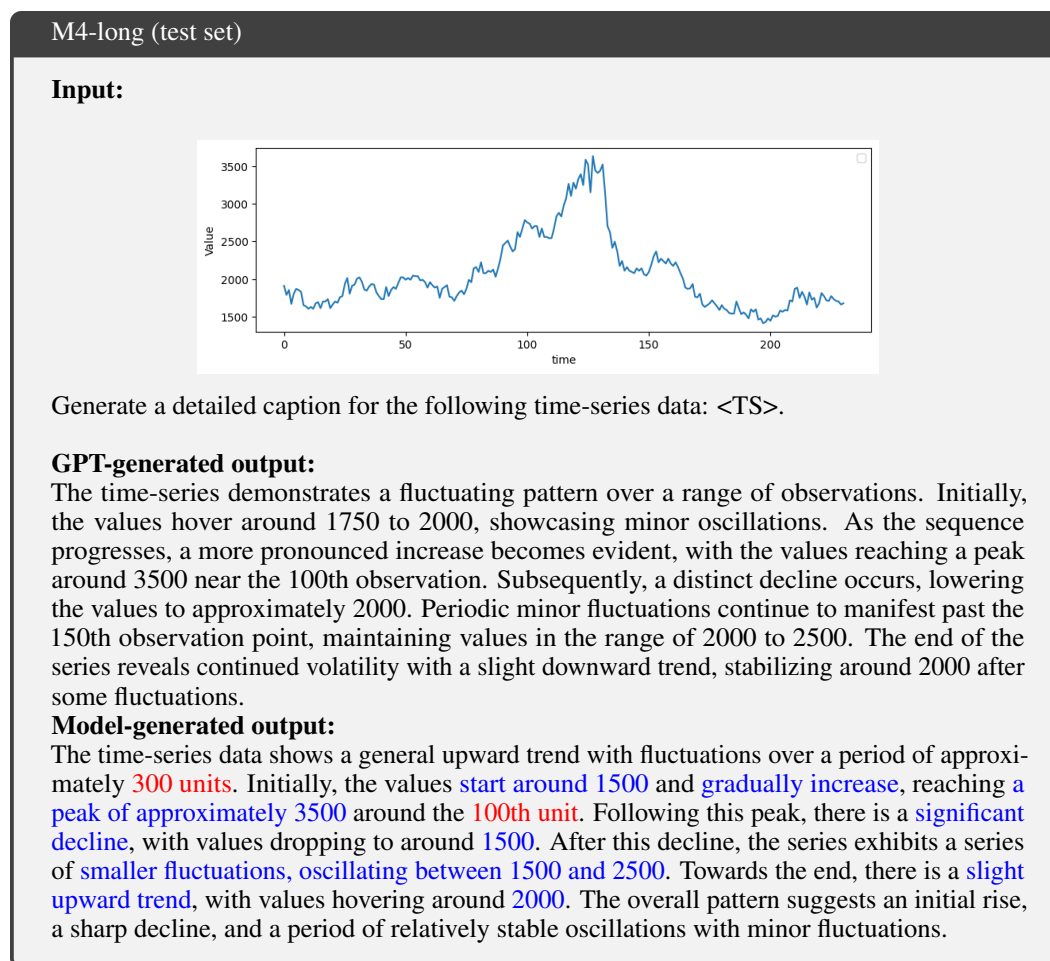 M4-long (test set)
Input:
3500
3000
2500
2000
1500
Value
0
50
100
150
200
time
Generate a detailed caption for the following time-series data: <TS>.
GPT-generated output:
The time-series demonstrates a fluctuating pattern over a range of observations. Initially,
the values hover around 1750 to 2000, showcasing minor oscillations. As the sequence
progresses, a more pronounced increase becomes evident, with the values reaching a peak
around 3500 near the 100th observation. Subsequently, a distinct decline occurs, lowering
the values to approximately 2000. Periodic minor fluctuations continue to manifest past the
150th observation point, maintaining values in the range of 2000 to 2500. The end of the
series reveals continued volatility with a slight downward trend, stabilizing around 2000 after
some fluctuations.
Model-generated output:
The time-series data shows a general upward trend with fluctuations over a period of approxi-
mately 300 units. Initially, the values start around 1500 and gradually increase, reaching a
peak of approximately 3500 around the 100th unit. Following this peak, there is a significant
decline, with values dropping to around 1500. After this decline, the series exhibits a series
of smaller fluctuations, oscillating between 1500 and 2500. Towards the end, there is a slight
upward trend, with values hovering around 2000. The overall pattern suggests an initial rise,
a sharp decline, and a period of relatively stable oscillations with minor fluctuations.